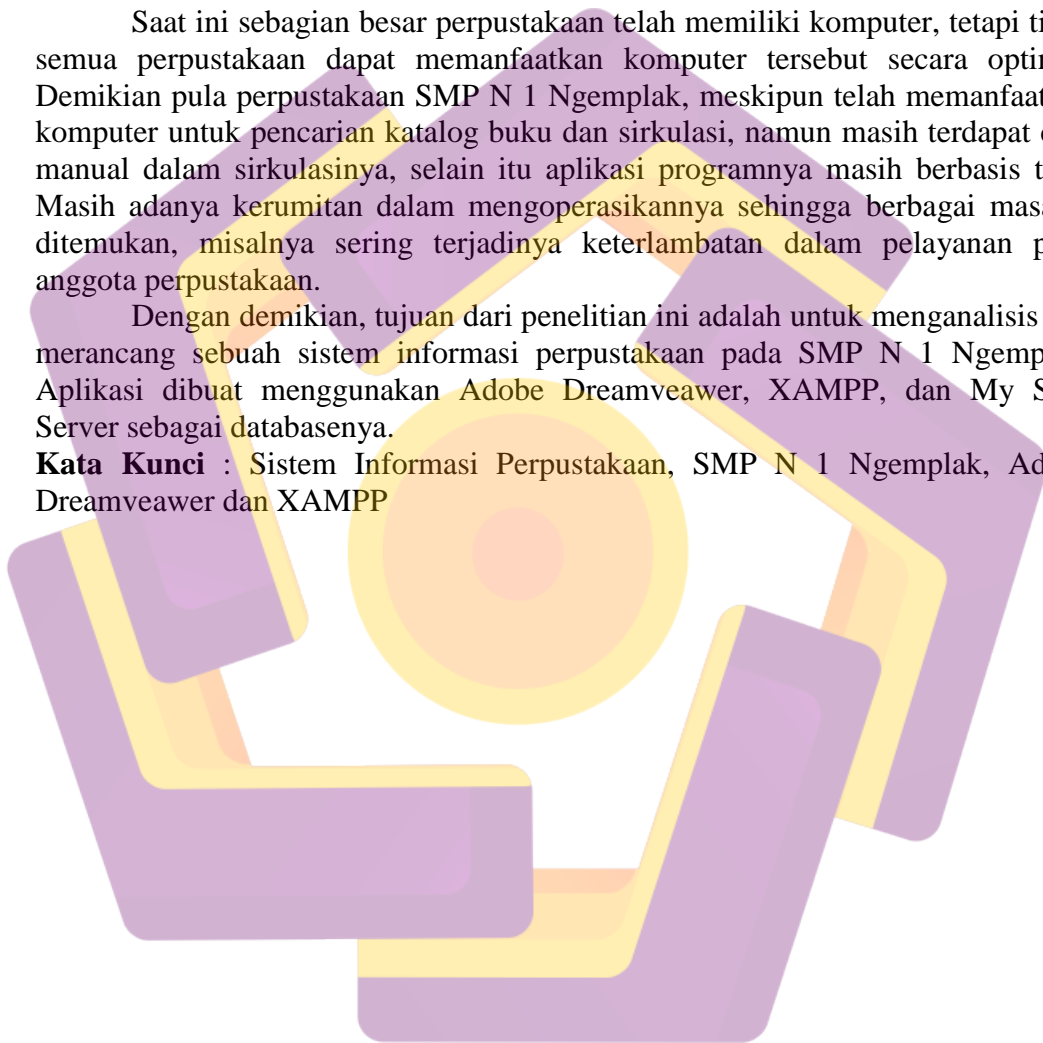 Saat ini sebagian besar perpustakaan telah memiliki komputer, tetapi ti
semua perpustakaan dapat memanfaatkan komputer tersebut secara optin
Demikian pula perpustakaan SMP N 1 Ngemplak, meskipun telah memanfaat
komputer untuk pencarian katalog buku dan sirkulasi, namun masih terdapat
manual dalam sirkulasinya, selain itu aplikasi programnya masih berbasis t
Masih adanya kerumitan dalam mengoperasikannya sehingga berbagai masa
ditemukan, misalnya sering terjadinya keterlambatan dalam pelayanan p
anggota perpustakaan.
Dengan demikian, tujuan dari penelitian ini adalah untuk menganalisis
merancang sebuah sistem informasi perpustakaan pada SMP N 1 Ngemp
Aplikasi dibuat menggunakan Adobe Dreamveawer, XAMPP, dan My S
Server sebagai databasenya.
Kata Kunci : Sistem Informasi Perpustakaan, SMP N 1 Ngemplak, Ad
Dreamveawer dan XAMPP